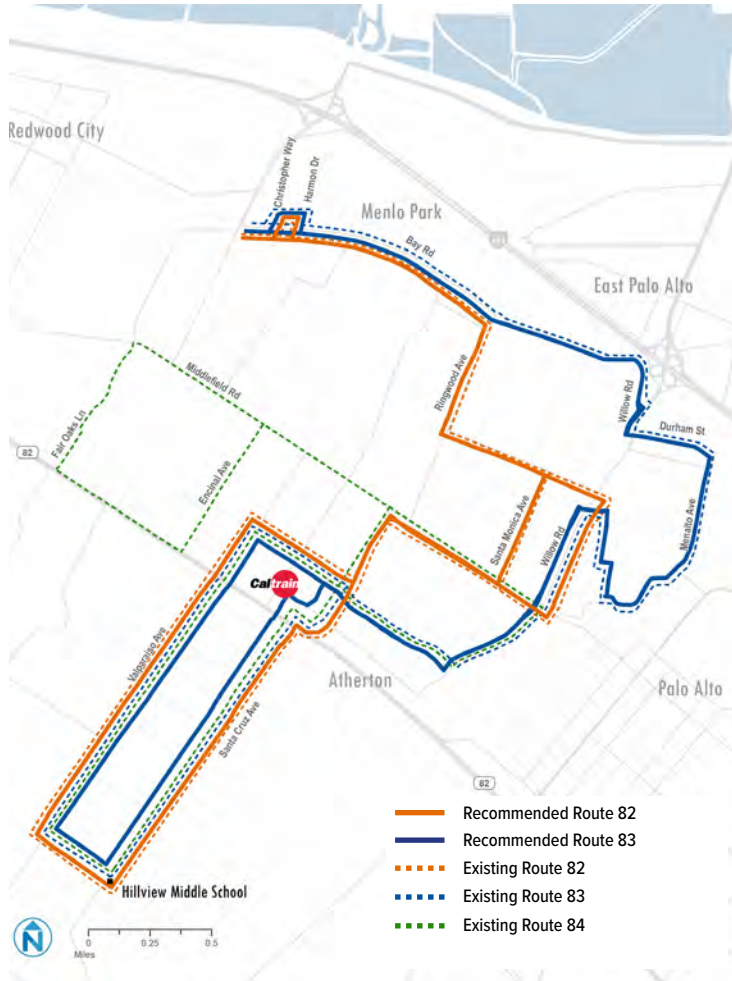 Redwood City
Christopher Way
Harmon Dr
Menlo Park
Bay Rd
101
East Palo Alto
Middlefield Rd
Ringwood Ave
Willow Rd
Durham St
Fair Oaks Ln
82
Encinal Ave
Santa Monica Ave
Willow Rd
Menalto Ave
Caltrain
Valparaiso Ave
Atherton
Palo Alto
Santa Cruz Ave
82
Hillview Middle School
N
0 0.25 0.5
Miles
Recommended Route 82
Recommended Route 83
Existing Route 82
Existing Route 83
Existing Route 84